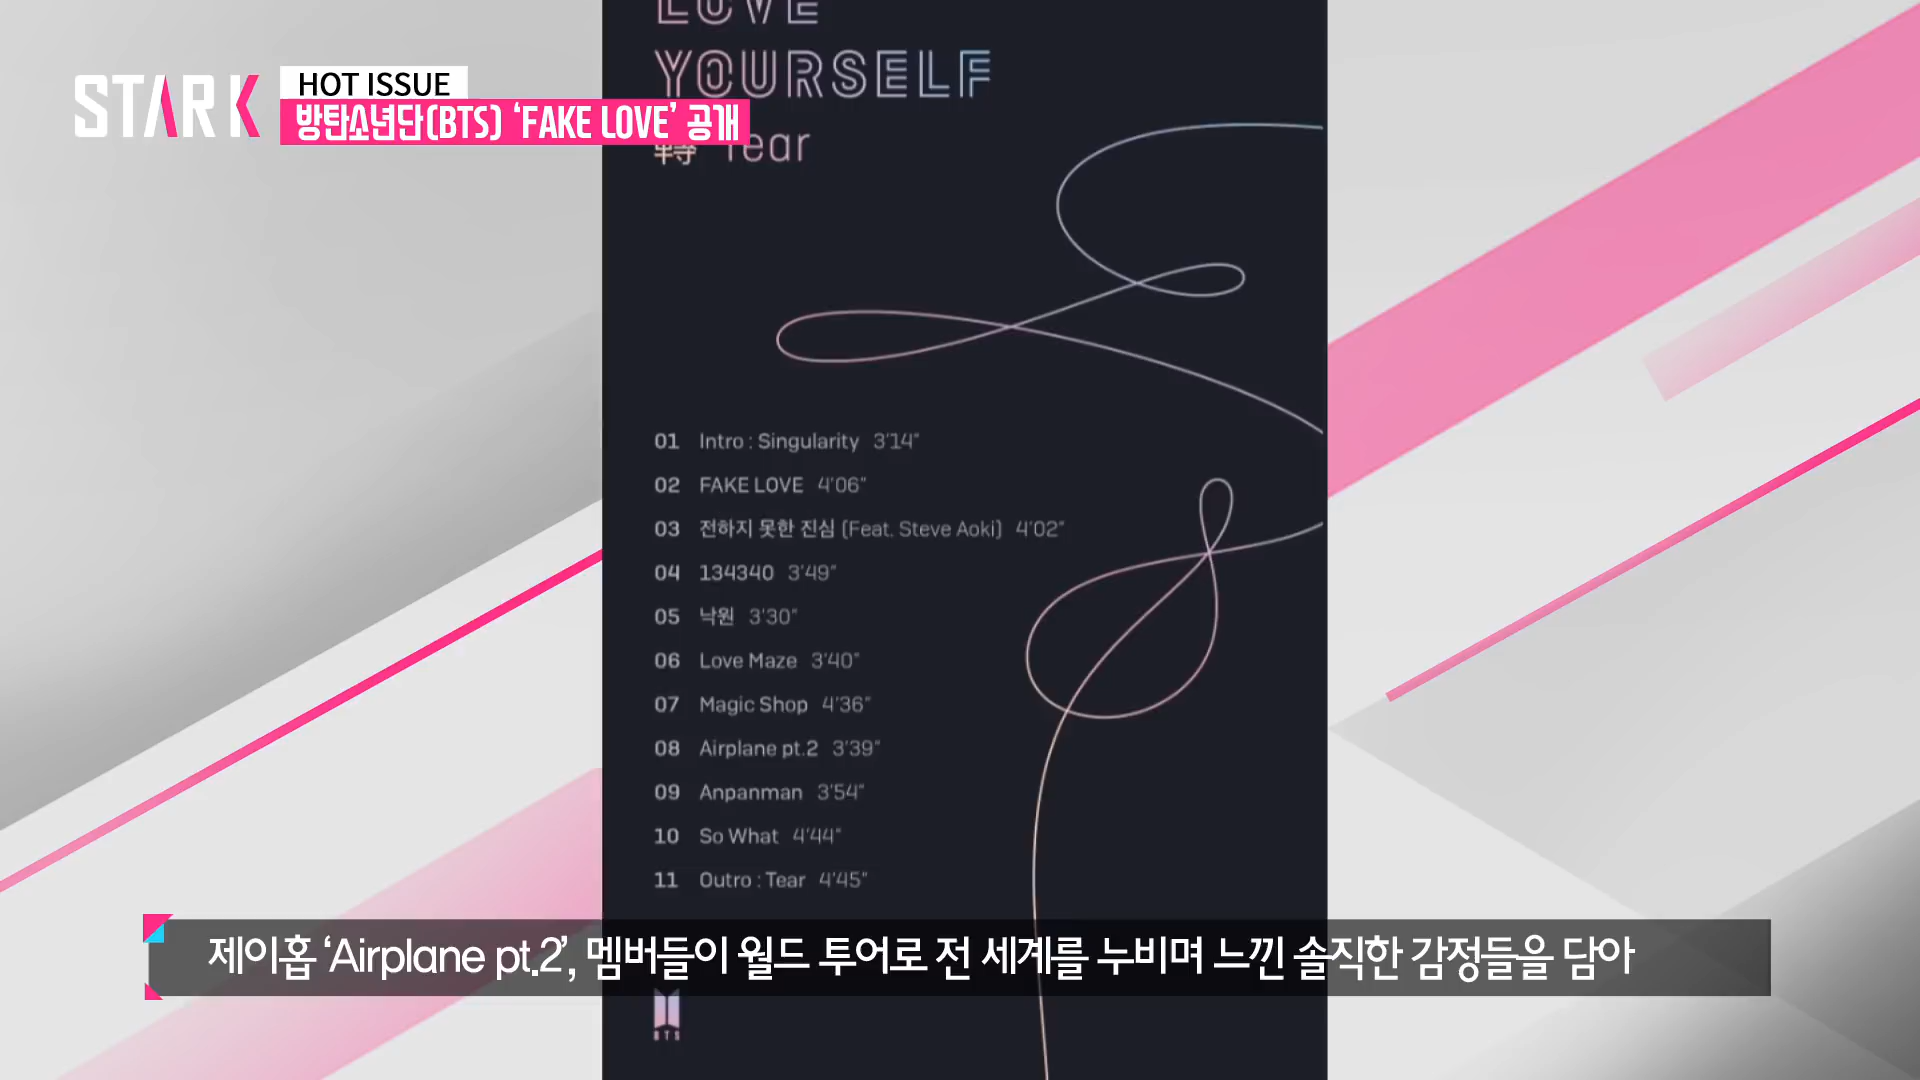 STAR K
HOT ISSUE
방탄소년단(BTS) ‘FAKE LOVE’ 공개
LOVE
YOURSELF
轉 Tear
01 Intro : Singularity 3'14"
02 FAKE LOVE 4'06"
03 전하지 못한 진심 (Feat. Steve Aoki) 4'02"
04 134340 3'49"
05 낙원 3'30"
06 Love Maze 3'40"
07 Magic Shop 4'36"
08 Airplane pt.2 3'39"
09 Anpanman 3'54"
10 So What 4'44"
11 Outro : Tear 4'45"
제이홉 ‘Airplane pt.2’, 멤버들이 월드 투어로 전 세계를 누비며 느낀 솔직한 감정들을 담아
BTS